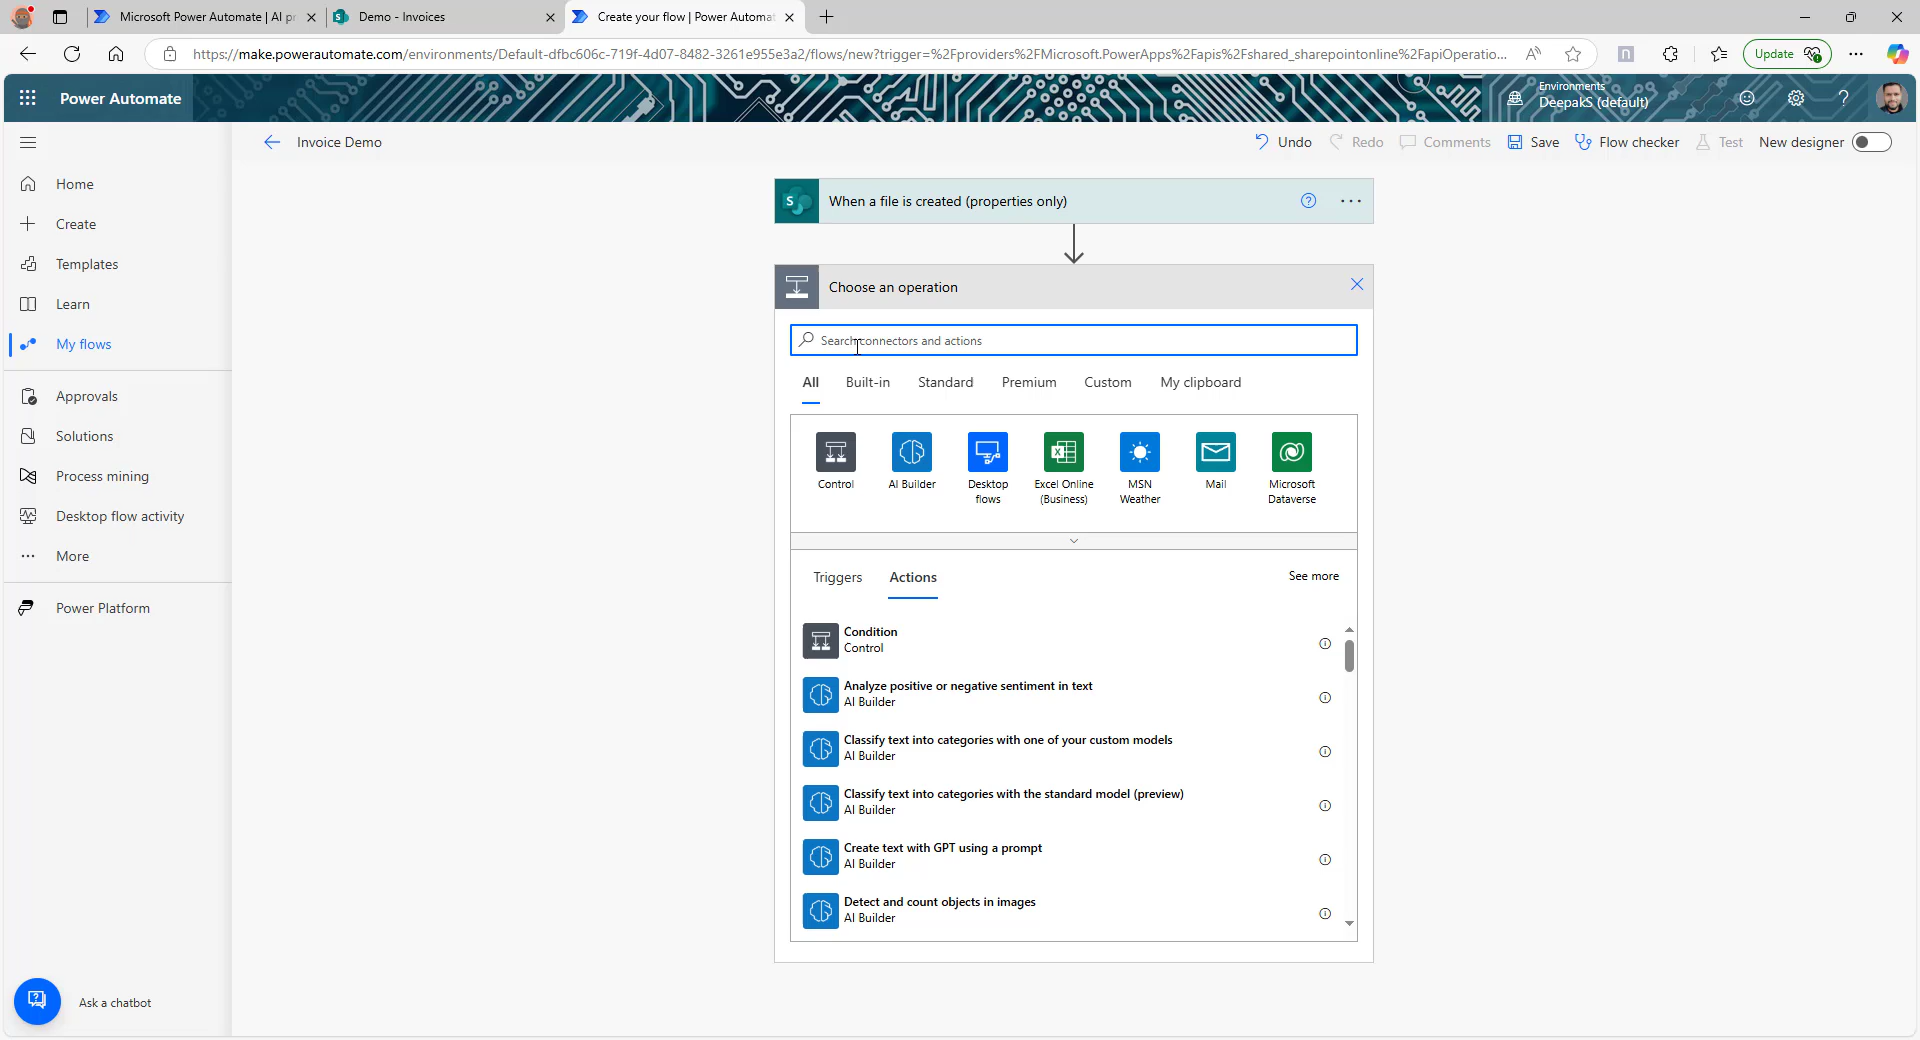 Microsoft Power Automate | AI pr
Demo - Invoices
Create your flow | Power Automat
https://make.powerautomate.com/environments/Default-dfbc606c-719f-4d07-8482-3261e955e3a2/flows/new?trigger=%2Fproviders%2FMicrosoft.PowerApps%2Fapis%2Fshared_sharepointonline%2FapiOperatio...
Update
Power Automate
Environments
DeepakS (default)
Invoice Demo
Undo
Redo
Comments
Save
Flow checker
Test
New designer
Home
Create
Templates
Learn
My flows
Approvals
Solutions
Process mining
Desktop flow activity
More
Power Platform
Ask a chatbot
When a file is created (properties only)
Choose an operation
Search connectors and actions
All
Built-in
Standard
Premium
Custom
My clipboard
Control
AI Builder
Desktop
flows
Excel Online
(Business)
MSN
Weather
Mail
Microsoft
Dataverse
Triggers
Actions
See more
Condition
Control
Analyze positive or negative sentiment in text
AI Builder
Classify text into categories with one of your custom models
AI Builder
Classify text into categories with the standard model (preview)
AI Builder
Create text with GPT using a prompt
AI Builder
Detect and count objects in images
AI Builder